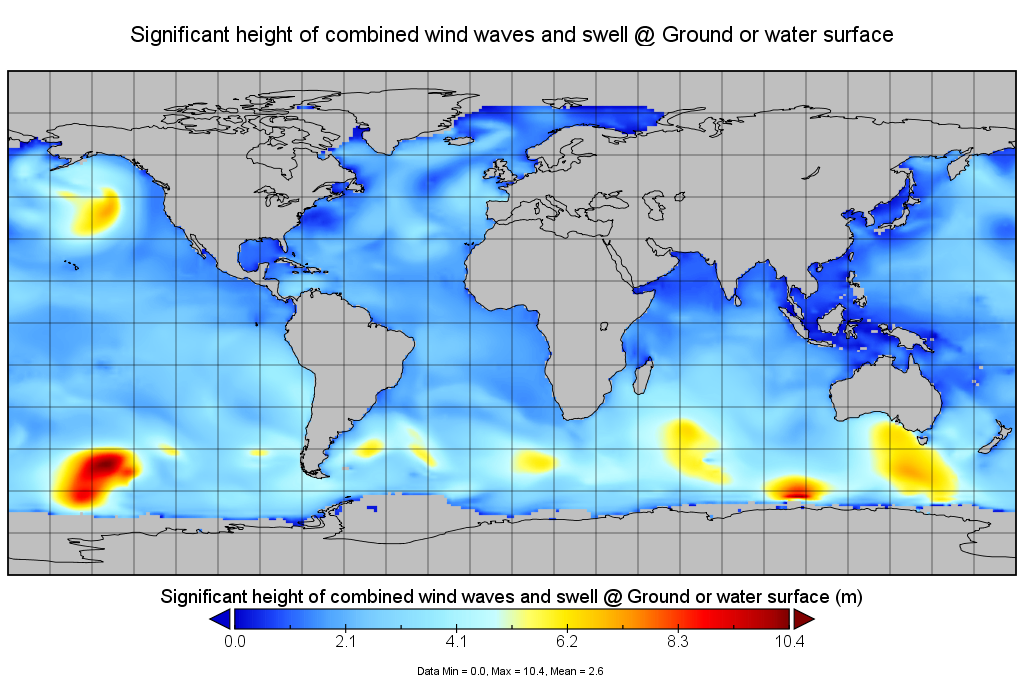 Significant height of combined wind waves and swell @ Ground or water surface
Significant height of combined wind waves and swell @ Ground or water surface (m)
0.0 2.1 4.1 6.2 8.3 10.4
Data Min = 0.0, Max = 10.4, Mean = 2.6